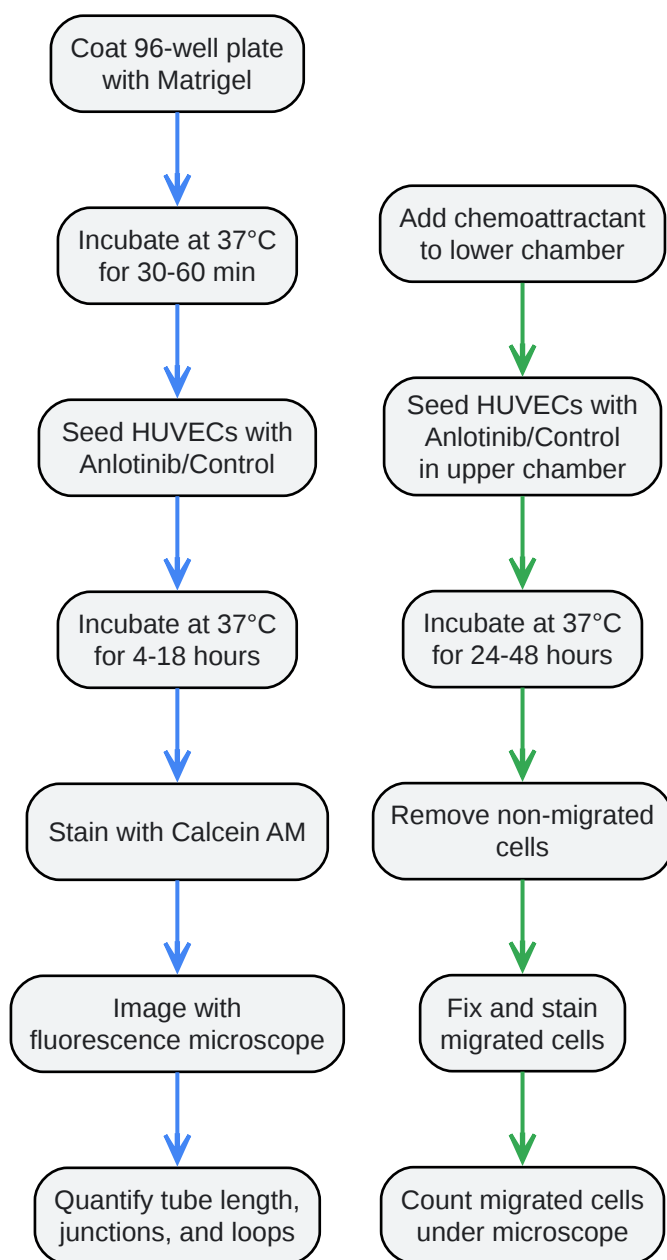 Coat 96-well plate
with Matrigel
Incubate at 37°C
for 30-60 min
Seed HUVECs with
Anlotinib/Control
Incubate at 37°C
for 4-18 hours
Stain with Calcein AM
Image with
fluorescence microscope
Quantify tube length,
junctions, and loops
Add chemoattractant
to lower chamber
Seed HUVECs with
Anlotinib/Control
in upper chamber
Incubate at 37°C
for 24-48 hours
Remove non-migrated
cells
Fix and stain
migrated cells
Count migrated cells
under microscope